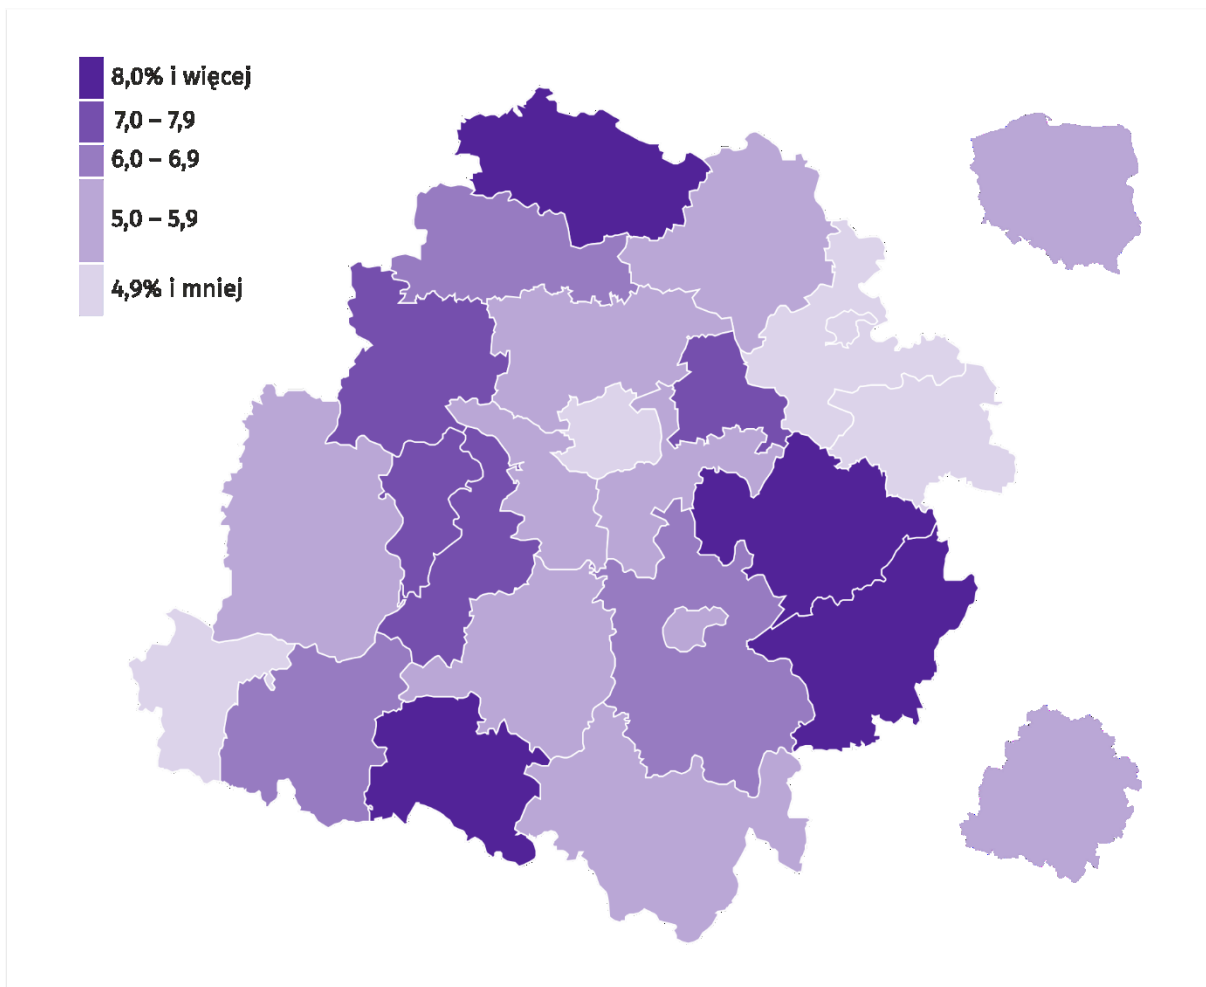 8,0% i więcej
7,0 – 7,9
6,0 – 6,9
5,0 – 5,9
4,9% i mniej